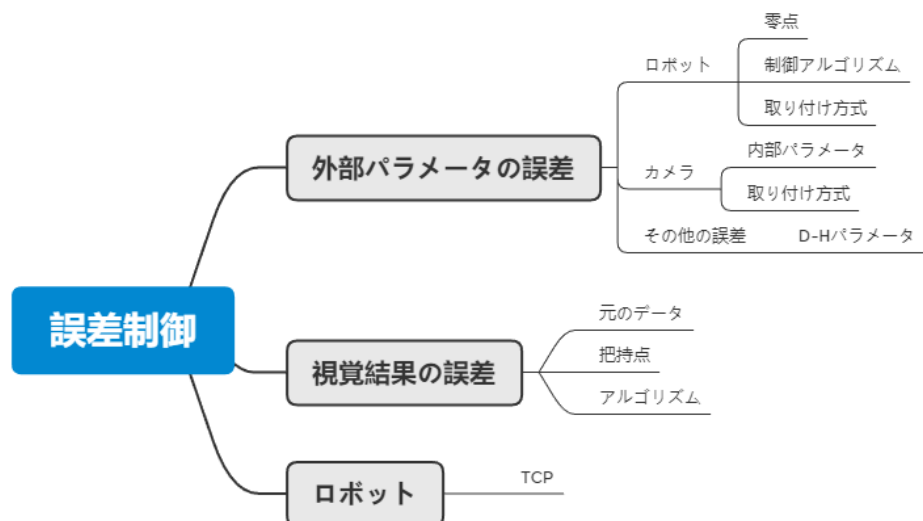 誤差制御
外部パラメータの誤差
ロボット
零点
制御アルゴリズム
取り付け方式
カメラ
内部パラメータ
取り付け方式
その他の誤差
D-Hパラメータ
視覚結果の誤差
元のデータ
把持点
アルゴリズム
ロボット
TCP